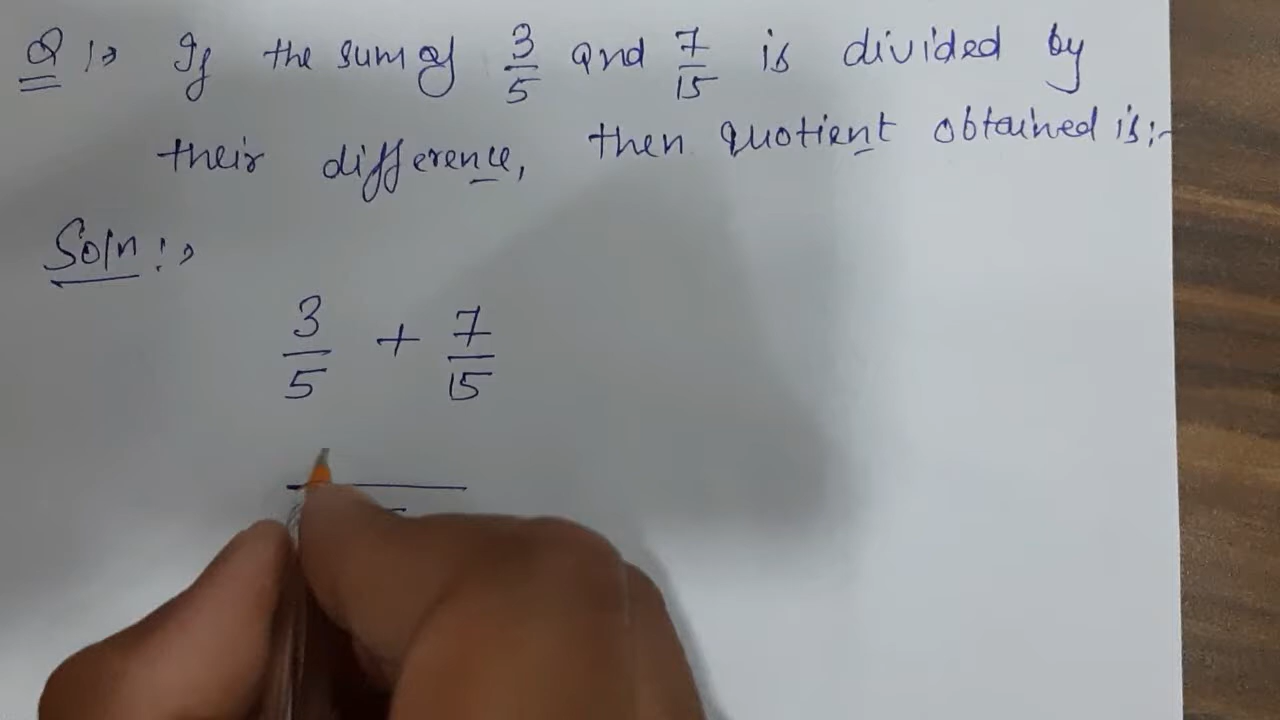 Q :→ If the sum of 3/5 and 7/15 is divided by
their difference, then quotient obtained is:-
Soln :→
3/5 + 7/15